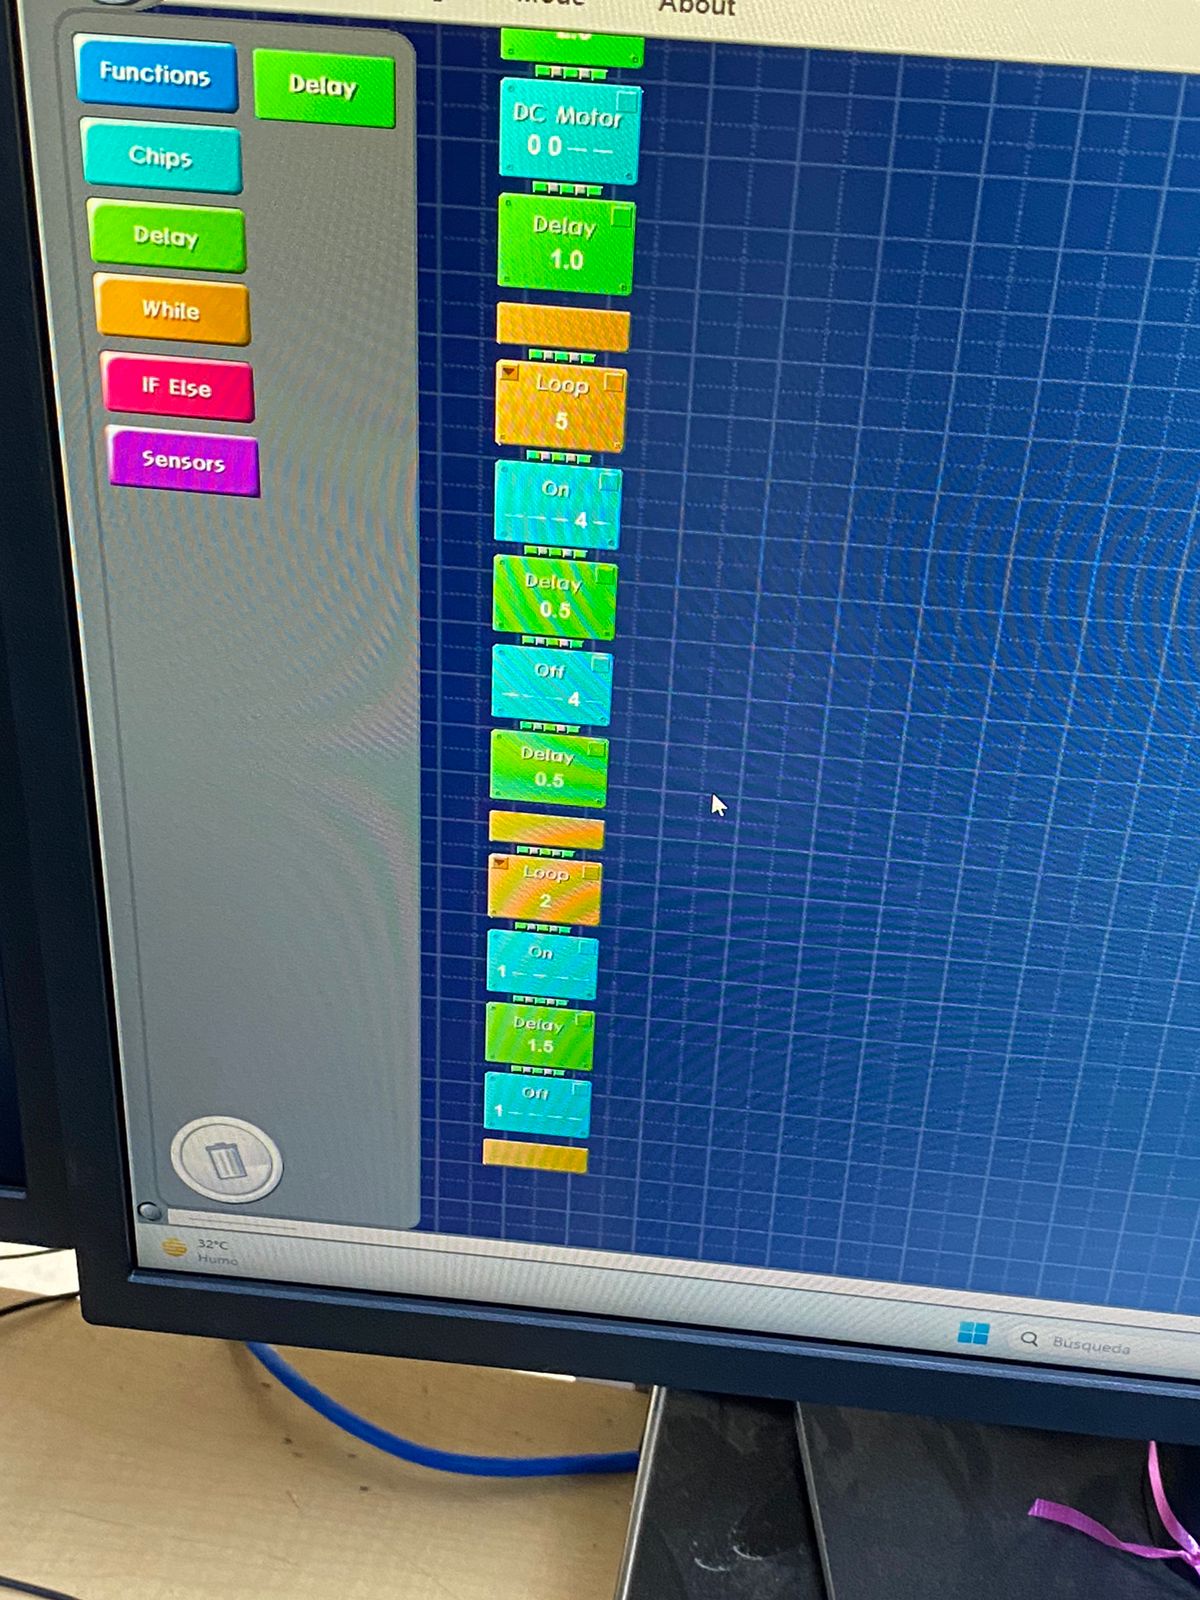 About
Functions
Delay
Chips
Delay
While
IF Else
Sensors
DC Motor
0 0 – –
Delay
1.0
Loop
5
On
– – – 4 –
Delay
0.5
Off
– – – 4
Delay
0.5
Loop
2
On
1 – – – –
Delay
1.5
Off
1 – – – –
32°C
Humo
Búsqueda